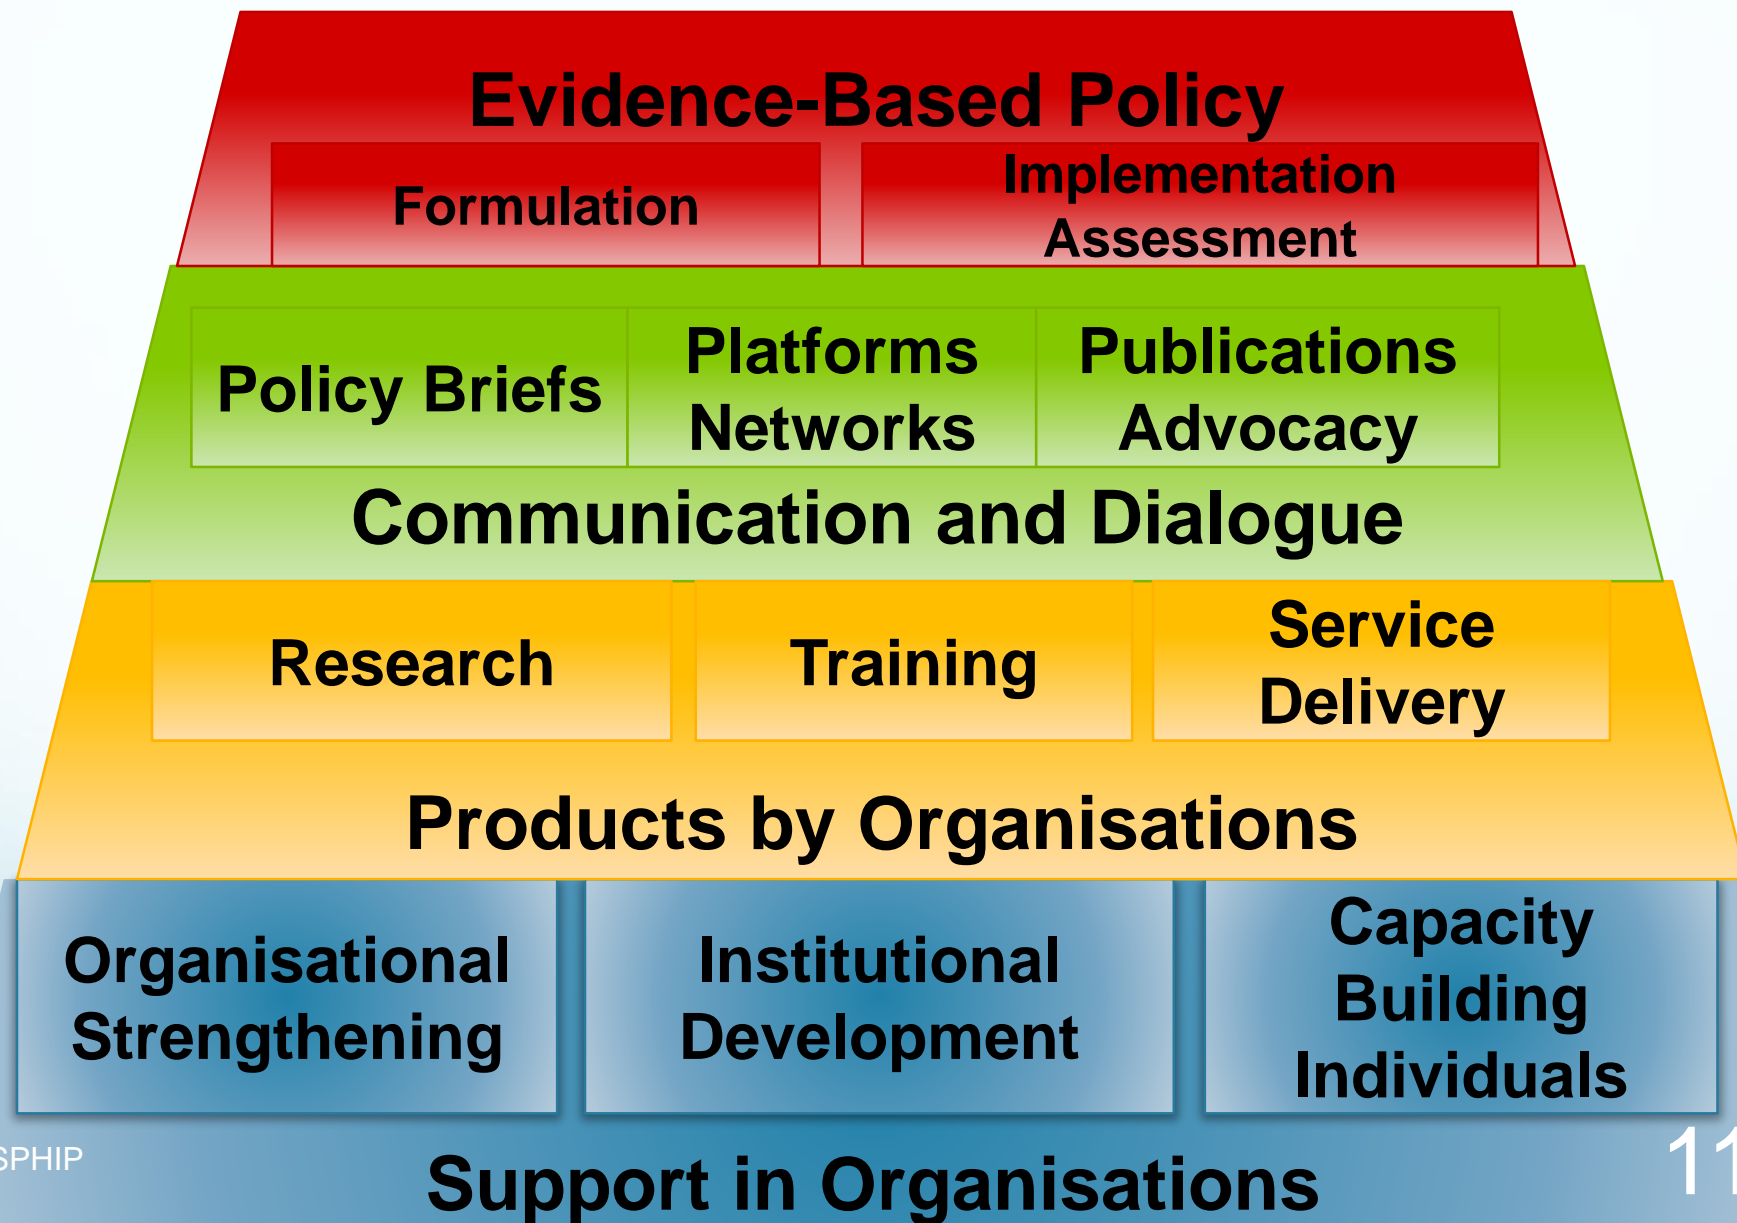 Evidence-Based Policy
Formulation
Implementation
Assessment
Policy Briefs
Platforms
Networks
Publications
Advocacy
Communication and Dialogue
Research
Training
Service
Delivery
Products by Organisations
Organisational
Strengthening
Institutional
Development
Capacity
Building
Individuals
Support in Organisations
SPHIP
11